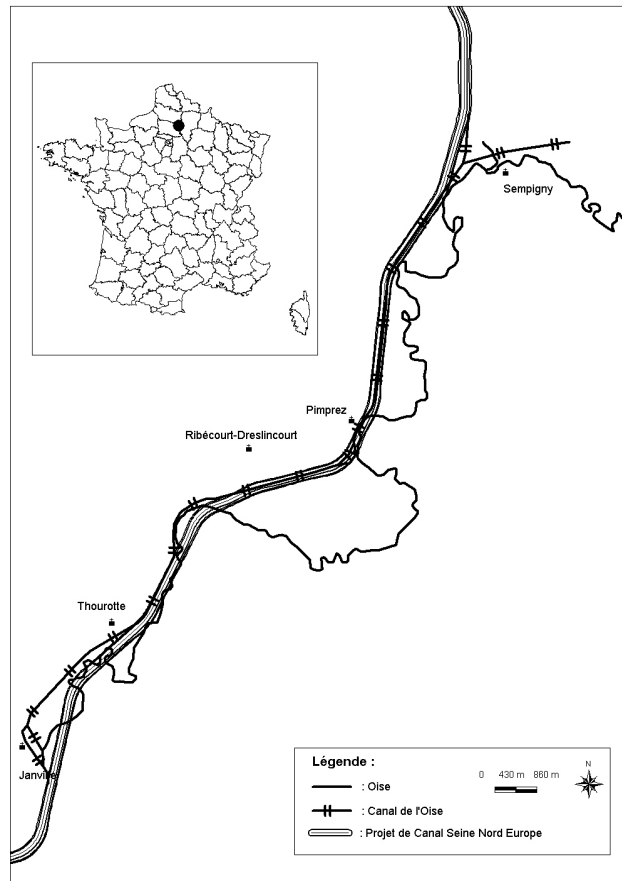 Sempigny
Pimprez
Ribécourt-Dreslincourt
Thourotte
Janville
Légende :
0 430 m 860 m
N
: Oise
: Canal de l'Oise
: Projet de Canal Seine Nord Europe